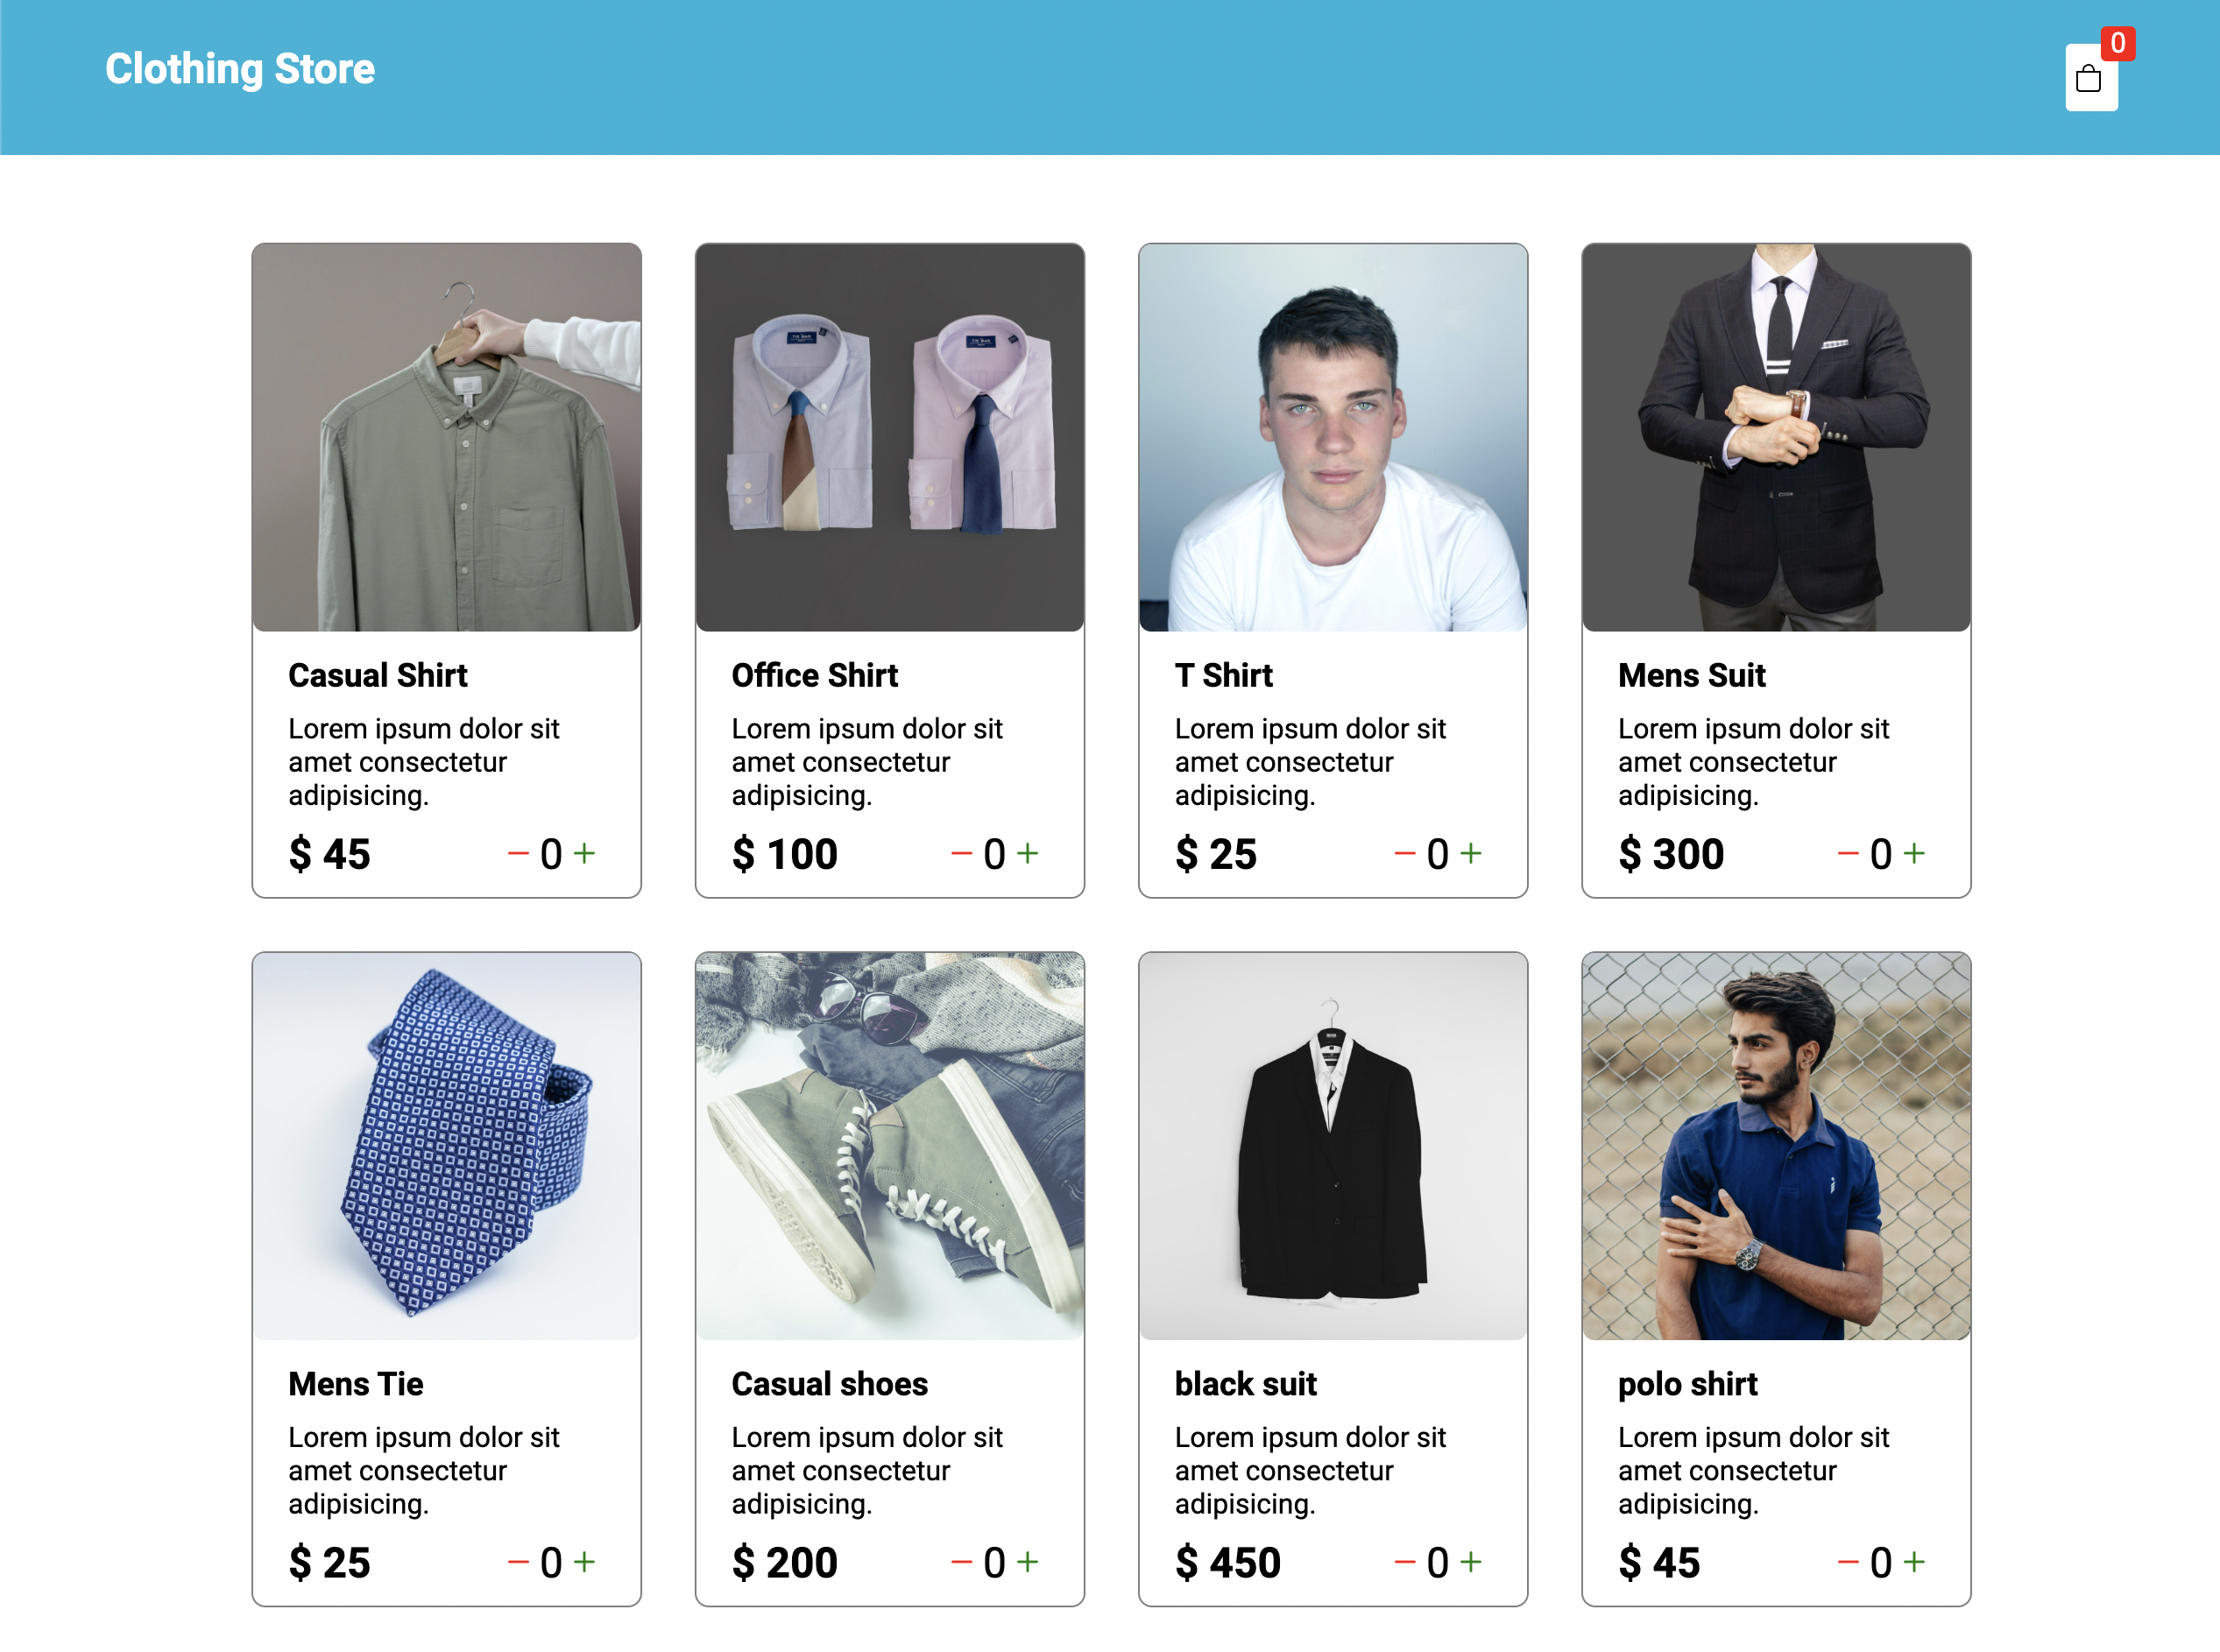 Clothing Store
0
Casual Shirt
Lorem ipsum dolor sit
amet consectetur
adipisicing.
$ 45
− 0 +
Office Shirt
Lorem ipsum dolor sit
amet consectetur
adipisicing.
$ 100
− 0 +
T Shirt
Lorem ipsum dolor sit
amet consectetur
adipisicing.
$ 25
− 0 +
Mens Suit
Lorem ipsum dolor sit
amet consectetur
adipisicing.
$ 300
− 0 +
Mens Tie
Lorem ipsum dolor sit
amet consectetur
adipisicing.
$ 25
− 0 +
Casual shoes
Lorem ipsum dolor sit
amet consectetur
adipisicing.
$ 200
− 0 +
black suit
Lorem ipsum dolor sit
amet consectetur
adipisicing.
$ 450
− 0 +
polo shirt
Lorem ipsum dolor sit
amet consectetur
adipisicing.
$ 45
− 0 +